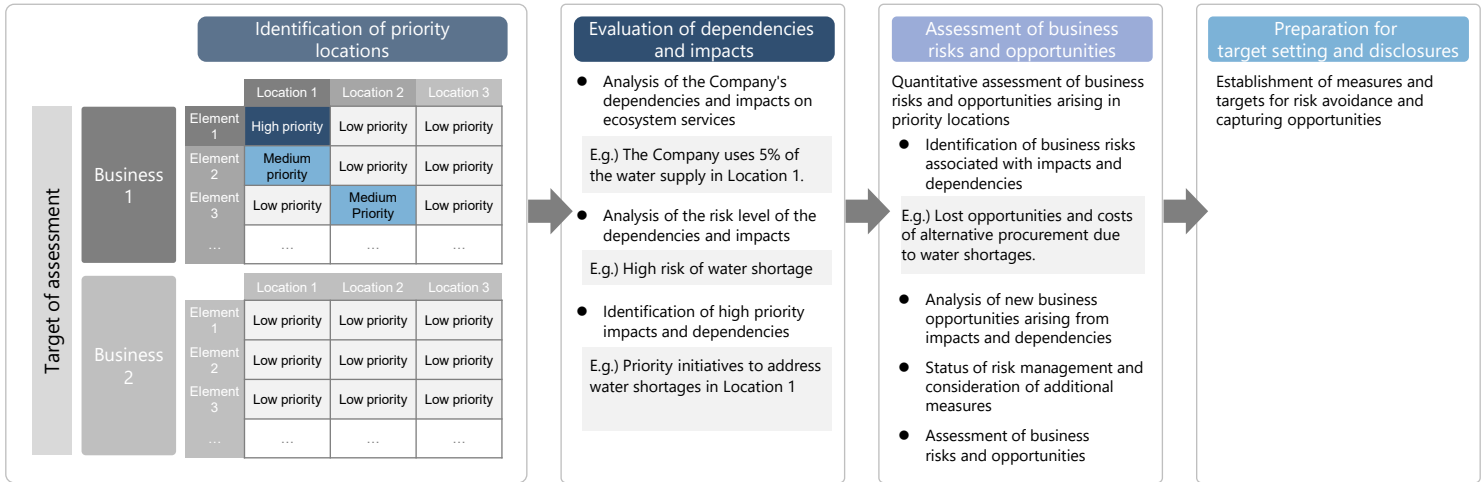 Identification of priority
locations
Target of assessment
Business
1
Location 1 Location 2 Location 3
Element
1
High priority Low priority Low priority
Element
2
Medium
priority
Low priority Low priority
Element
3
Low priority
Medium
Priority
Low priority
... ... ... ...
Business
2
Location 1 Location 2 Location 3
Element
1
Low priority Low priority Low priority
Element
2
Low priority Low priority Low priority
Element
3
Low priority Low priority Low priority
... ... ... ...
Evaluation of dependencies
and impacts
● Analysis of the Company's
dependencies and impacts on
ecosystem services
E.g.) The Company uses 5% of
the water supply in Location 1.
● Analysis of the risk level of the
dependencies and impacts
E.g.) High risk of water shortage
● Identification of high priority
impacts and dependencies
E.g.) Priority initiatives to address
water shortages in Location 1
Assessment of business
risks and opportunities
Quantitative assessment of business
risks and opportunities arising in
priority locations
● Identification of business risks
associated with impacts and
dependencies
E.g.) Lost opportunities and costs
of alternative procurement due
to water shortages.
● Analysis of new business
opportunities arising from
impacts and dependencies
● Status of risk management and
consideration of additional
measures
● Assessment of business
risks and opportunities
Preparation for
target setting and disclosures
Establishment of measures and
targets for risk avoidance and
capturing opportunities